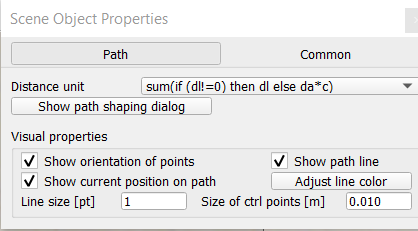 Scene Object Properties
Path Common
Distance unit sum(if (dl!=0) then dl else da*c)
Show path shaping dialog
Visual properties
Show orientation of points Show path line
Show current position on path Adjust line color
Line size [pt] 1 Size of ctrl points [m] 0.010